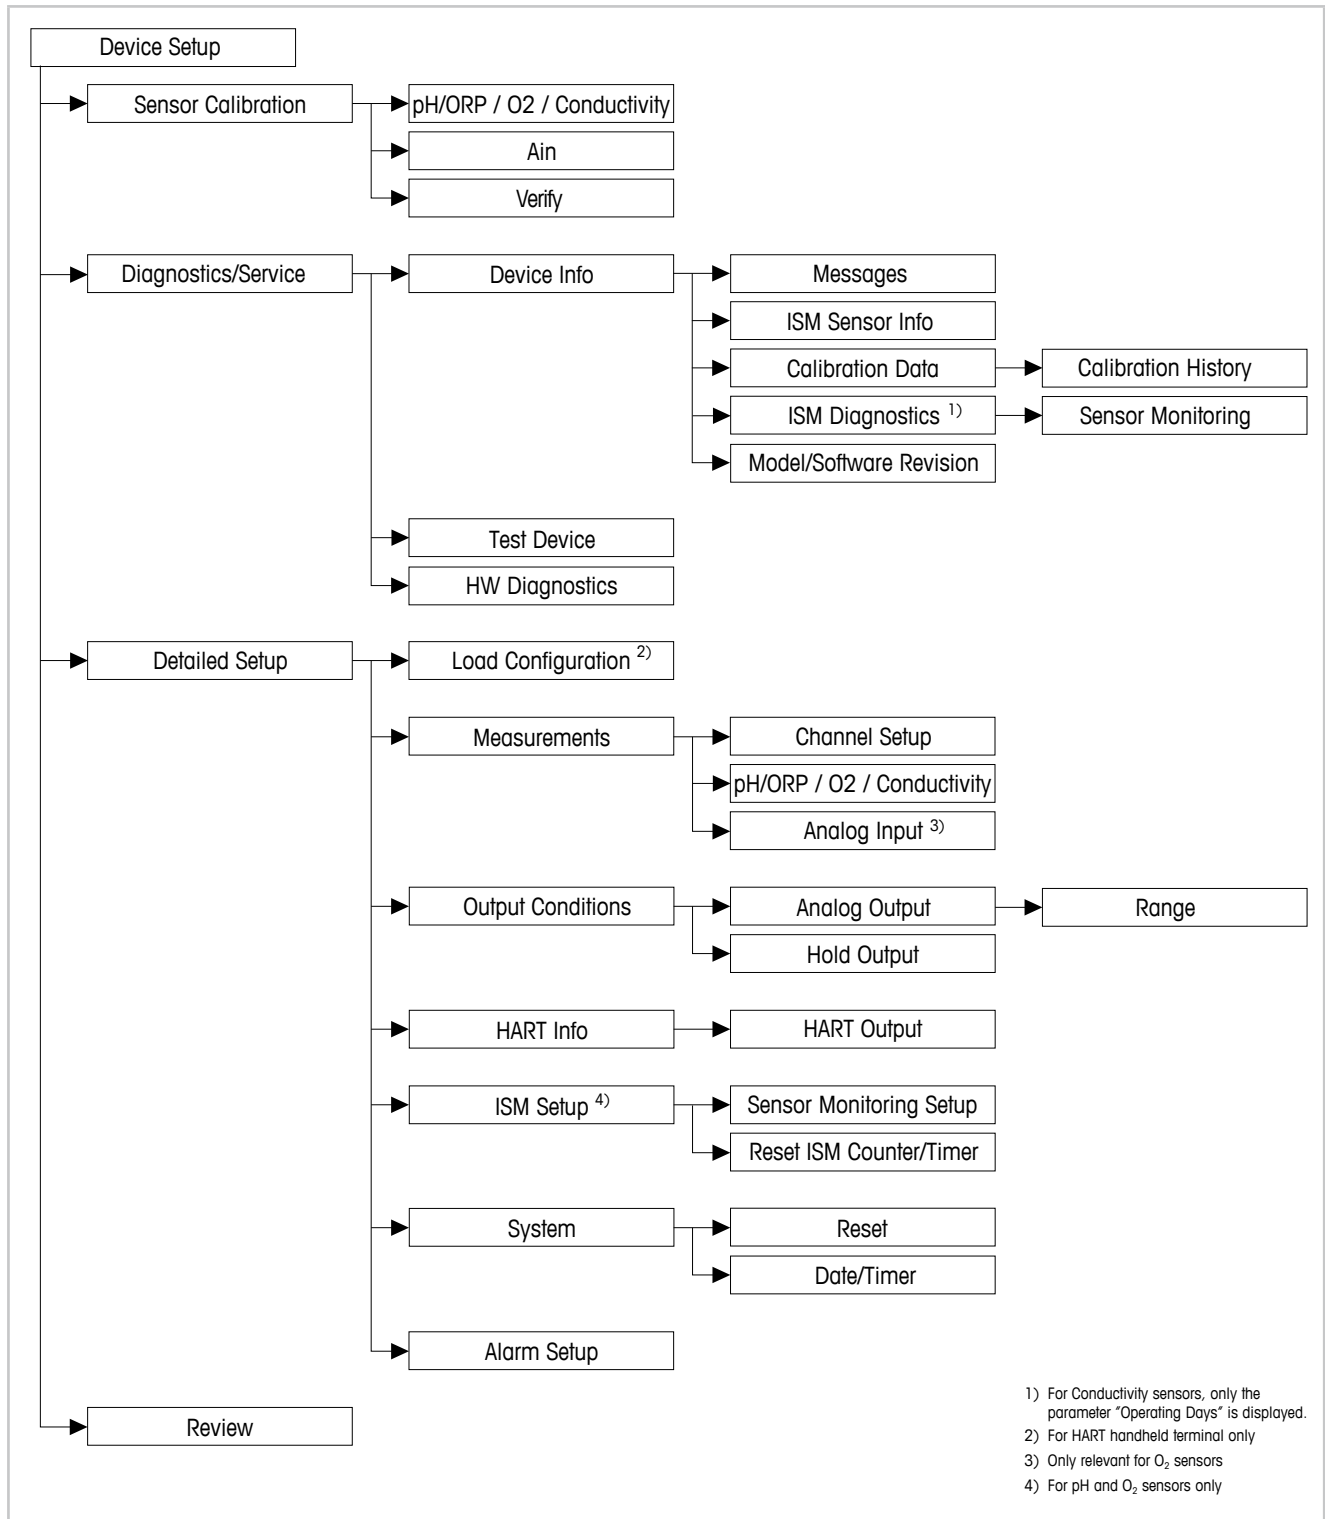 Device Setup
Sensor Calibration
pH/ORP / O2 / Conductivity
Ain
Verify
Diagnostics/Service
Device Info
Messages
ISM Sensor Info
Calibration Data
Calibration History
ISM Diagnostics 1)
Sensor Monitoring
Model/Software Revision
Test Device
HW Diagnostics
Detailed Setup
Load Configuration 2)
Measurements
Channel Setup
pH/ORP / O2 / Conductivity
Analog Input 3)
Output Conditions
Analog Output
Range
Hold Output
HART Info
HART Output
ISM Setup 4)
Sensor Monitoring Setup
Reset ISM Counter/Timer
System
Reset
Date/Timer
Alarm Setup
Review
1) For Conductivity sensors, only the
parameter "Operating Days" is displayed.
2) For HART handheld terminal only
3) Only relevant for O₂ sensors
4) For pH and O₂ sensors only